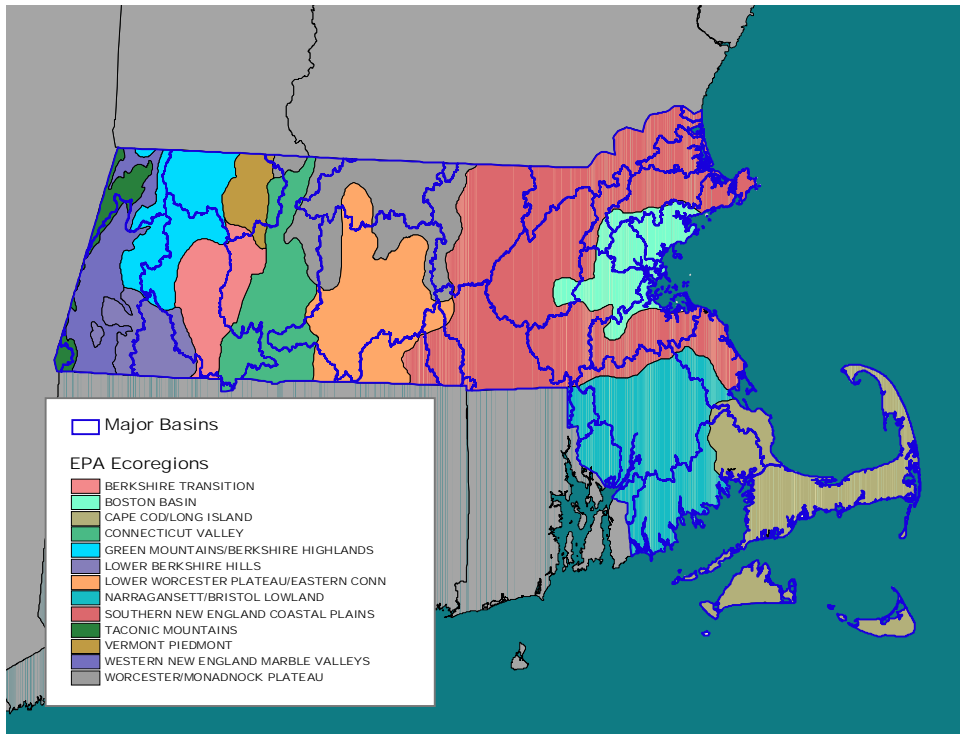 Major Basins
EPA Ecoregions
BERKSHIRE TRANSITION
BOSTON BASIN
CAPE COD/LONG ISLAND
CONNECTICUT VALLEY
GREEN MOUNTAINS/BERKSHIRE HIGHLANDS
LOWER BERKSHIRE HILLS
LOWER WORCESTER PLATEAU/EASTERN CONN
NARRAGANSETT/BRISTOL LOWLAND
SOUTHERN NEW ENGLAND COASTAL PLAINS
TACONIC MOUNTAINS
VERMONT PIEDMONT
WESTERN NEW ENGLAND MARBLE VALLEYS
WORCESTER/MONADNOCK PLATEAU